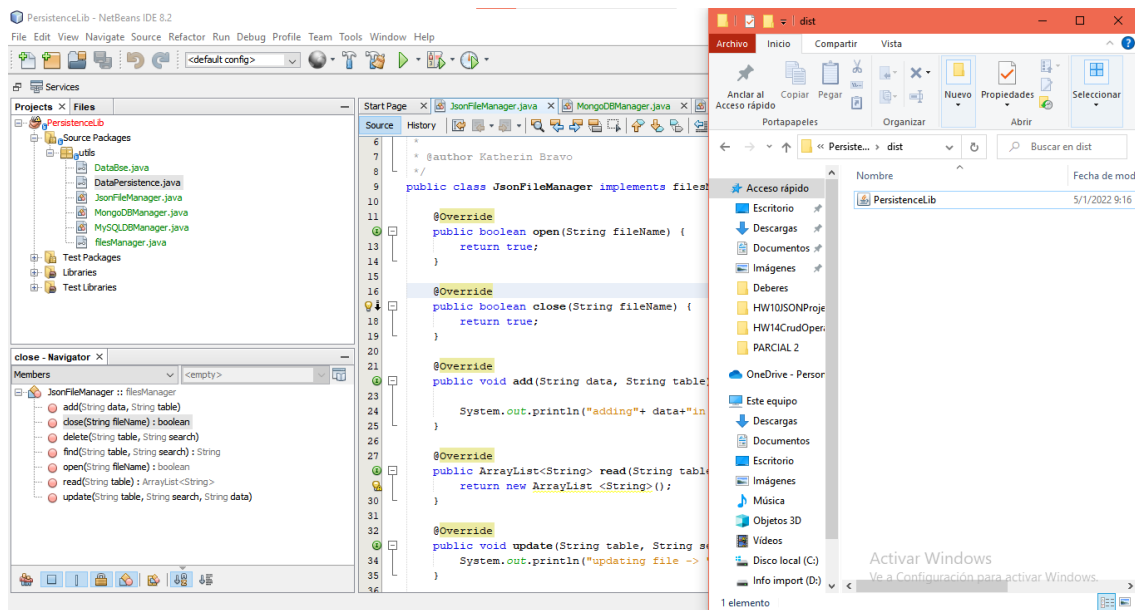 PersistenceLib - NetBeans IDE 8.2
File Edit View Navigate Source Refactor Run Debug Profile Team Tools Window Help
<default config>
Services
Projects Files
PersistenceLib
Source Packages
utils
DataBse.java
DataPersistence.java
JsonFileManager.java
MongoDBManager.java
MySQLDBManager.java
filesManager.java
Test Packages
Libraries
Test Libraries
close - Navigator
Members <empty>
JsonFileManager :: filesManager
add(String data, String table)
close(String fileName) : boolean
delete(String table, String search)
find(String table, String search) : String
open(String fileName) : boolean
read(String table) : ArrayList<String>
update(String table, String search, String data)
Start Page JsonFileManager.java MongoDBManager.java
Source History
6 *
7 * @author Katherin Bravo
8 */
9 public class JsonFileManager implements files
10
11 @Override
public boolean open(String fileName) {
13 return true;
14 }
15
16 @Override
public boolean close(String fileName) {
18 return true;
19 }
20
21 @Override
public void add(String data, String table)
23
24 System.out.println("adding"+ data+"in
25 }
26
27 @Override
public ArrayList<String> read(String tabl
return new ArrayList <String>();
30 }
31
32 @Override
public void update(String table, String s
34 System.out.println("updating file ->
35 }
36
dist
Archivo Inicio Compartir Vista
Anclar al
Acceso rápido
Copiar Pegar
Nuevo Propiedades Seleccionar
Portapapeles Organizar Abrir
« Persiste... > dist
Buscar en dist
Nombre Fecha de mod
PersistenceLib 5/1/2022 9:16
Acceso rápido
Escritorio
Descargas
Documentos
Imágenes
Deberes
HW10JSONProje
HW14CrudOper
PARCIAL 2
OneDrive - Person
Este equipo
Descargas
Documentos
Escritorio
Imágenes
Música
Objetos 3D
Vídeos
Disco local (C:)
Info import (D:)
Activar Windows
Ve a Configuración para activar Windows.
1 elemento